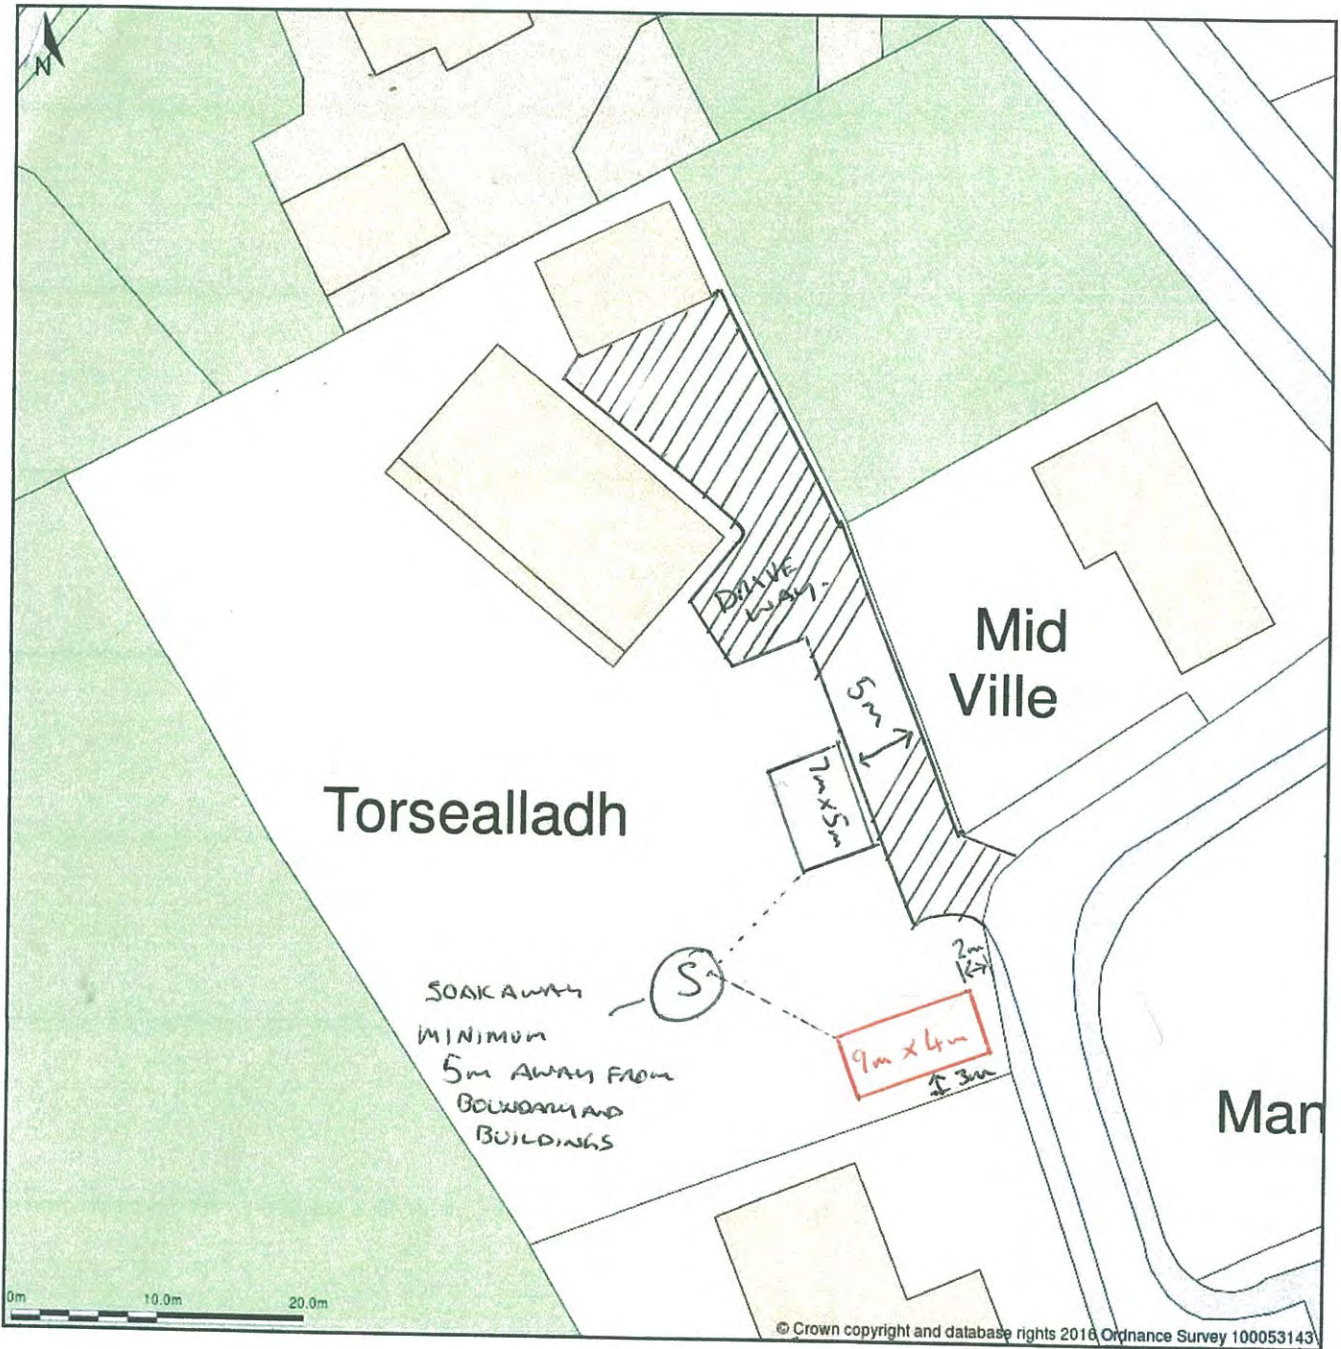 N
DRIVE
WAY.
Mid
Ville
5m
7m x 5m
Torsealladh
2m
S
SOAKAWAY
MINIMUM
5m AWAY FROM
BOUNDARY AND
BUILDINGS
9m x 4m
3m
Man
0m 10.0m 20.0m
© Crown copyright and database rights 2016 Ordnance Survey 100053143